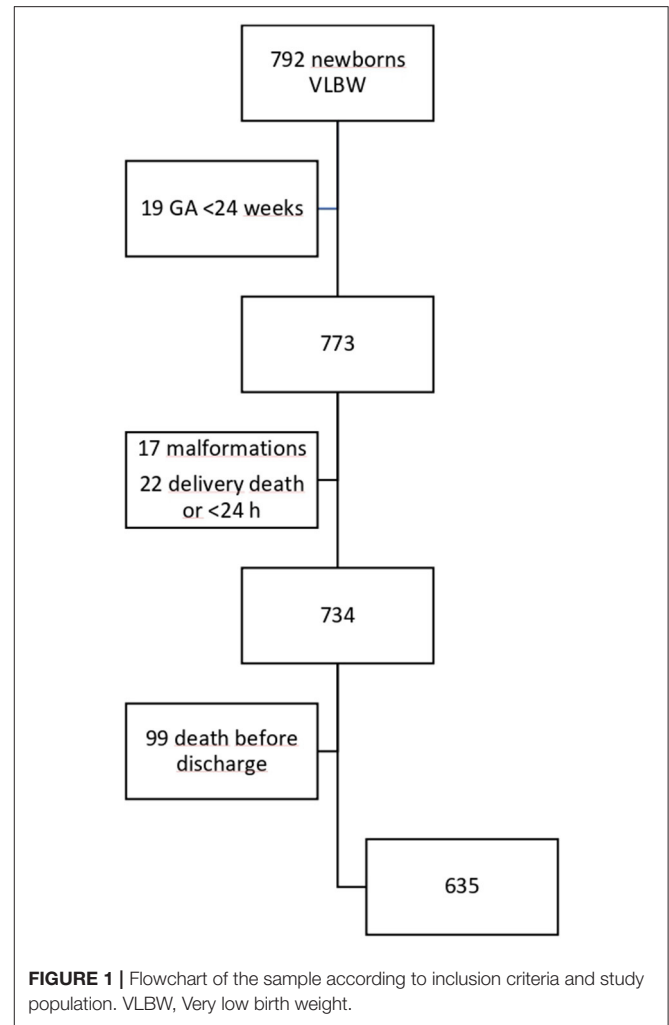 792 newborns
VLBW
19 GA <24 weeks
773
17 malformations
22 delivery death
or <24 h
734
99 death before
discharge
635
FIGURE 1 | Flowchart of the sample according to inclusion criteria and study
population. VLBW, Very low birth weight.